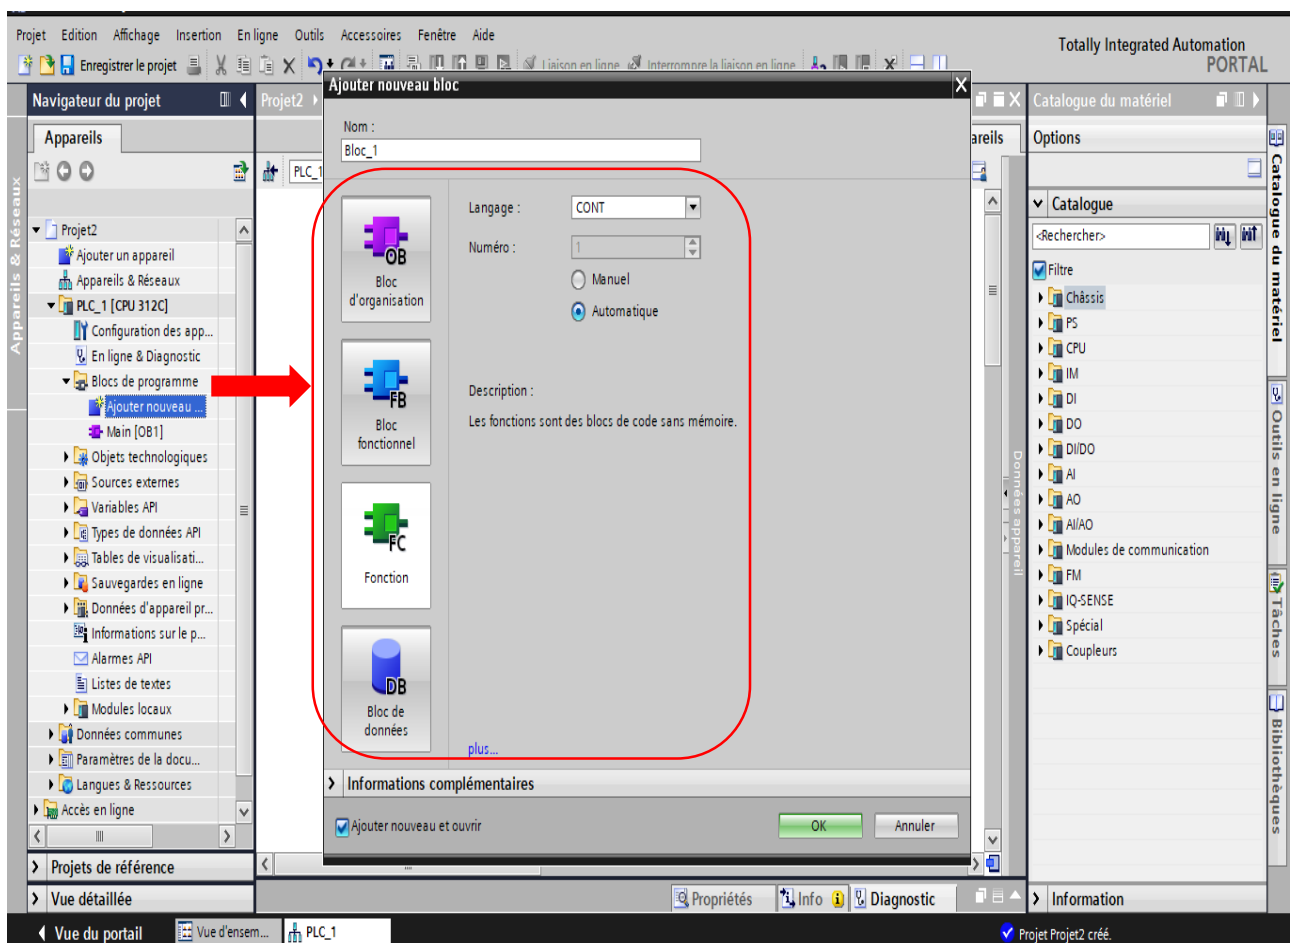 Projet Edition Affichage Insertion En ligne Outils Accessoires Fenêtre Aide
Totally Integrated Automation
PORTAL
Enregistrer le projet
Liaison en ligne
Interrompre la liaison en ligne
Navigateur du projet
Projet2
Appareils
PLC_1
Appareils & Réseaux
Projet2
Ajouter un appareil
Appareils & Réseaux
PLC_1 [CPU 312C]
Configuration des app...
En ligne & Diagnostic
Blocs de programme
Ajouter nouveau ...
Main [OB1]
Objets technologiques
Sources externes
Variables API
Types de données API
Tables de visualisati...
Sauvegardes en ligne
Données d'appareil pr...
Informations sur le p...
Alarmes API
Listes de textes
Modules locaux
Données communes
Paramètres de la docu...
Langues & Ressources
Accès en ligne
Projets de référence
Vue détaillée
Ajouter nouveau bloc
X
Nom :
Bloc_1
OB
Bloc
d'organisation
FB
Bloc
fonctionnel
FC
Fonction
DB
Bloc de
données
Langage :
CONT
Numéro :
1
Manuel
Automatique
Description :
Les fonctions sont des blocs de code sans mémoire.
plus...
Informations complémentaires
Ajouter nouveau et ouvrir
OK
Annuler
areils
Données appareil
Propriétés
Info
Diagnostic
Catalogue du matériel
Options
Catalogue
<Rechercher>
Filtre
Châssis
PS
CPU
IM
DI
DO
DI/DO
AI
AO
AI/AO
Modules de communication
FM
IQ-SENSE
Spécial
Coupleurs
Information
Catalogue du matériel
Outils en ligne
Tâches
Bibliothèques
Vue du portail
Vue d'ensem...
PLC_1
Projet Projet2 créé.